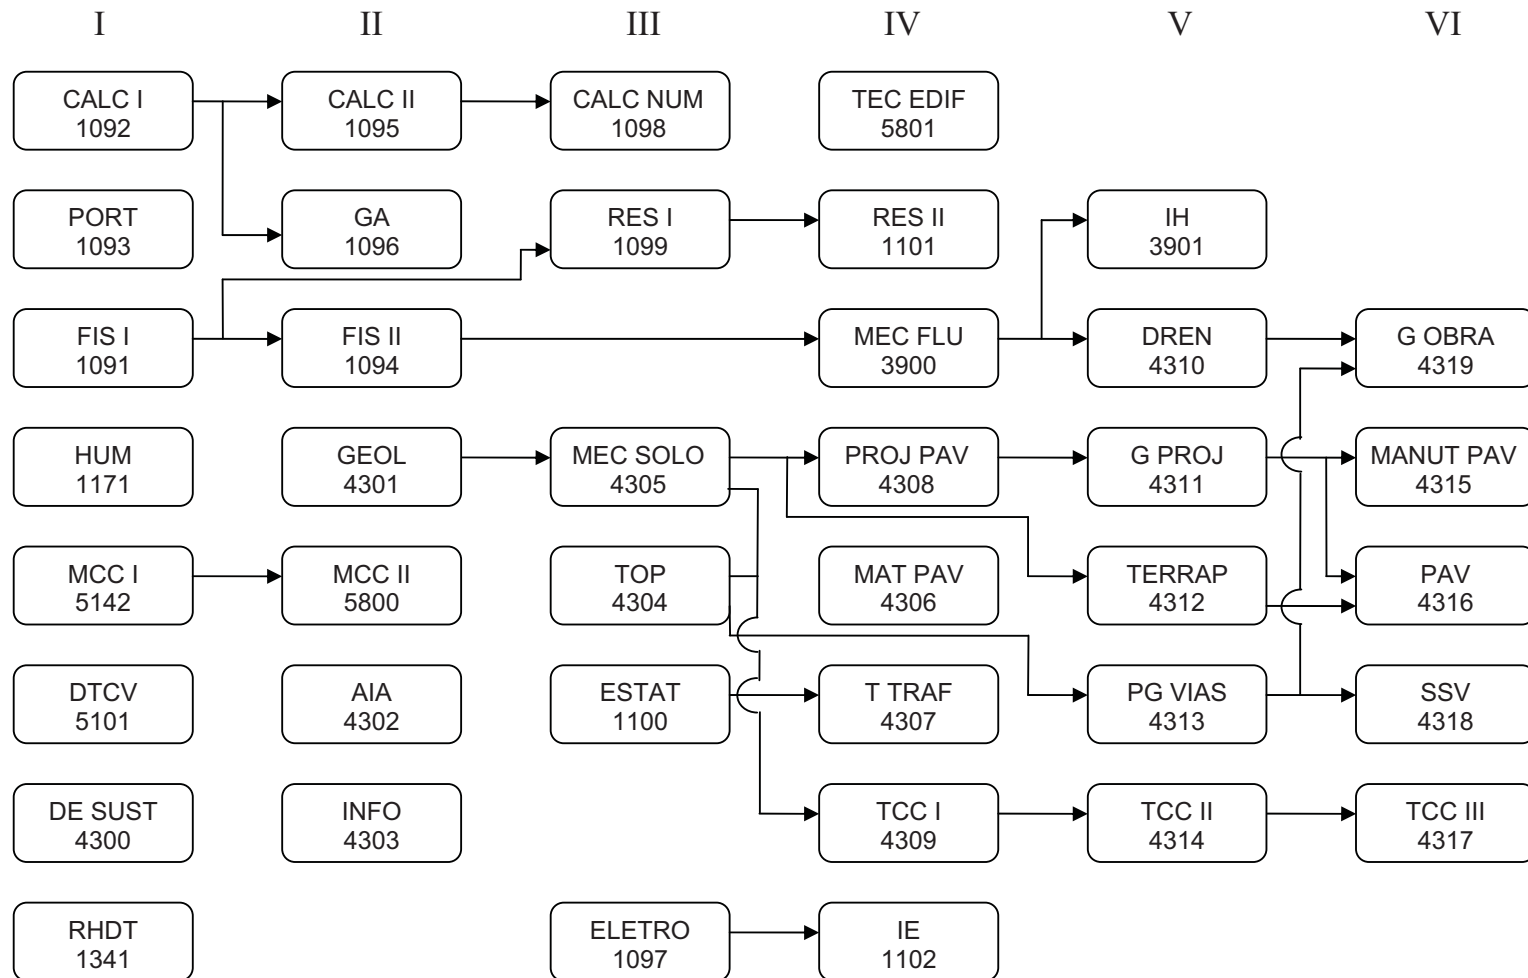 I II III IV V VI
CALC I
1092
CALC II
1095
CALC NUM
1098
TEC EDIF
5801
PORT
1093
GA
1096
RES I
1099
RES II
1101
IH
3901
FIS I
1091
FIS II
1094
MEC FLU
3900
DREN
4310
G OBRA
4319
HUM
1171
GEOL
4301
MEC SOLO
4305
PROJ PAV
4308
G PROJ
4311
MANUT PAV
4315
MCC I
5142
MCC II
5800
TOP
4304
MAT PAV
4306
TERRAP
4312
PAV
4316
DTCV
5101
AIA
4302
ESTAT
1100
T TRAF
4307
PG VIAS
4313
SSV
4318
DE SUST
4300
INFO
4303
TCC I
4309
TCC II
4314
TCC III
4317
RHDT
1341
ELETRO
1097
IE
1102